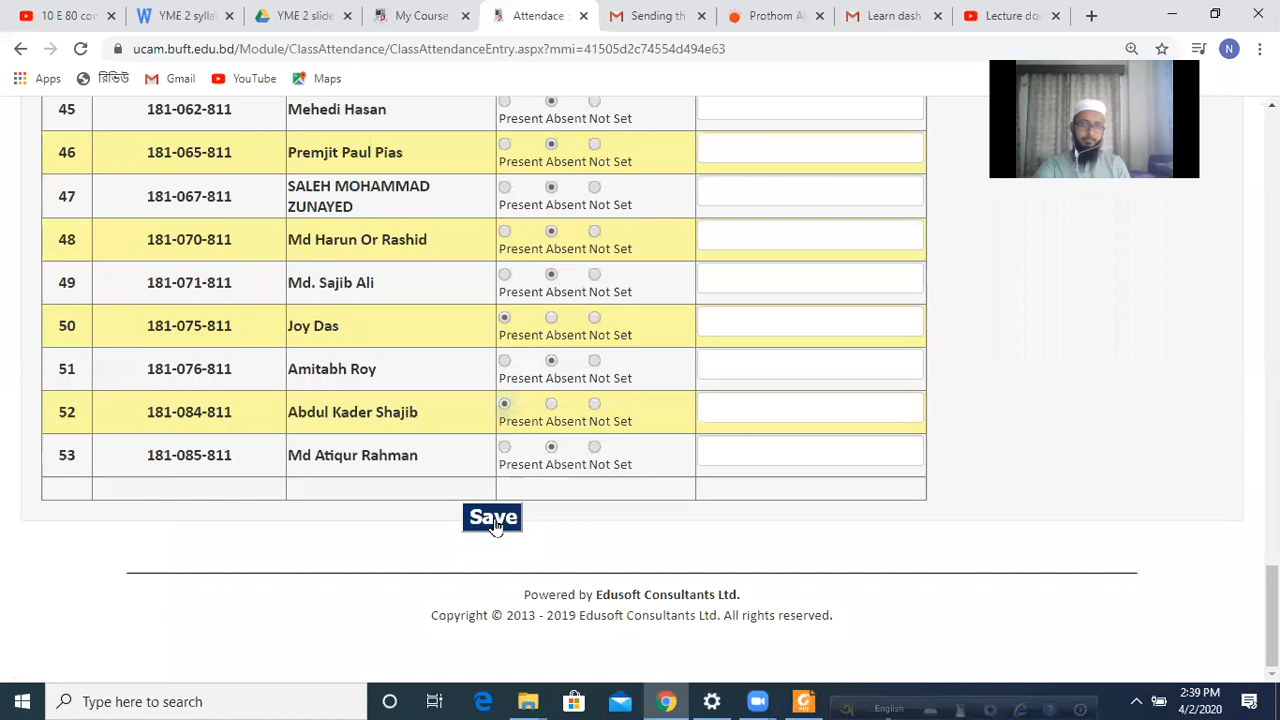 10 E 80 co
YME 2 sylla
YME 2 slide
My Course
Attendace s
Sending th
Prothom A
Learn dash
Lecture do
ucam.buft.edu.bd/Module/ClassAttendance/ClassAttendanceEntry.aspx?mmi=41505d2c74554d494e63
N
Apps
রিভিউ
Gmail
YouTube
Maps
45 181-062-811 Mehedi Hasan Present Absent Not Set
46 181-065-811 Premjit Paul Pias Present Absent Not Set
47 181-067-811 SALEH MOHAMMAD
ZUNAYED Present Absent Not Set
48 181-070-811 Md Harun Or Rashid Present Absent Not Set
49 181-071-811 Md. Sajib Ali Present Absent Not Set
50 181-075-811 Joy Das Present Absent Not Set
51 181-076-811 Amitabh Roy Present Absent Not Set
52 181-084-811 Abdul Kader Shajib Present Absent Not Set
53 181-085-811 Md Atiqur Rahman Present Absent Not Set
Save
Powered by Edusoft Consultants Ltd.
Copyright © 2013 - 2019 Edusoft Consultants Ltd. All rights reserved.
Type here to search
English
2:39 PM
4/2/2020